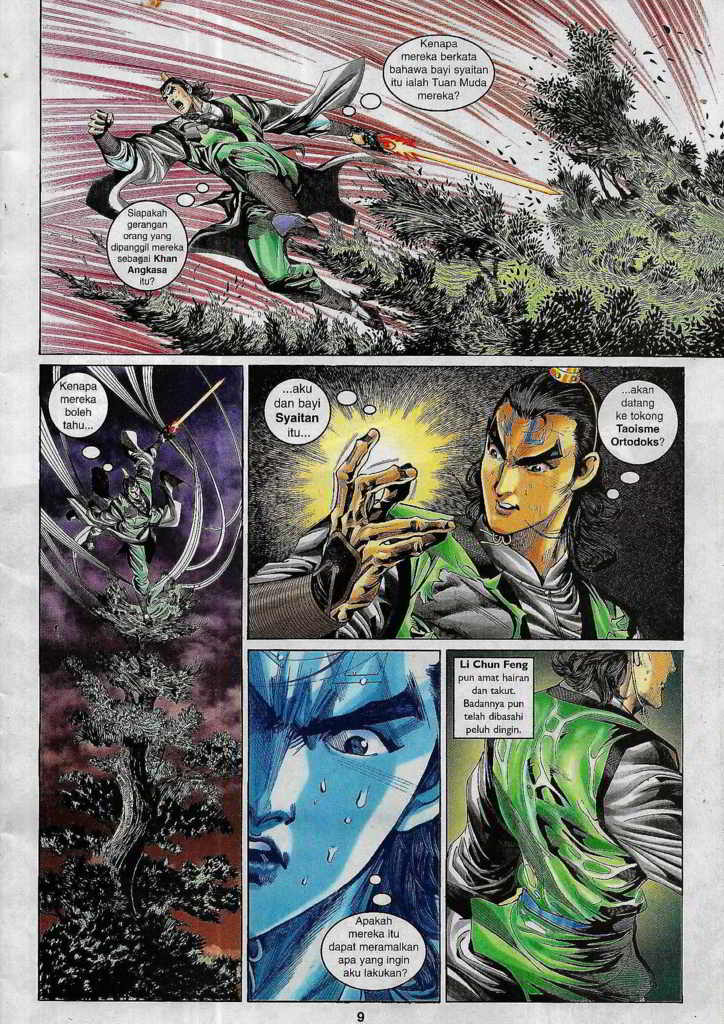 Kenapa
mereka berkata
bahawa bayi syaitan
itu ialah Tuan Muda
mereka?
Siapakah
gerangan
orang yang
dipanggil mereka
sebagai Khan
Angkasa
itu?
Kenapa
mereka
boleh
tahu...
...aku
dan bayi
Syaitan
itu...
...akan
datang
ke tokong
Taoisme
Ortodoks?
Apakah
mereka itu
dapat meramalkan
apa yang ingin
aku lakukan?
Li Chun Feng
pun amat hairan
dan takut.
Badannya pun
telah dibasahi
peluh dingin.
9